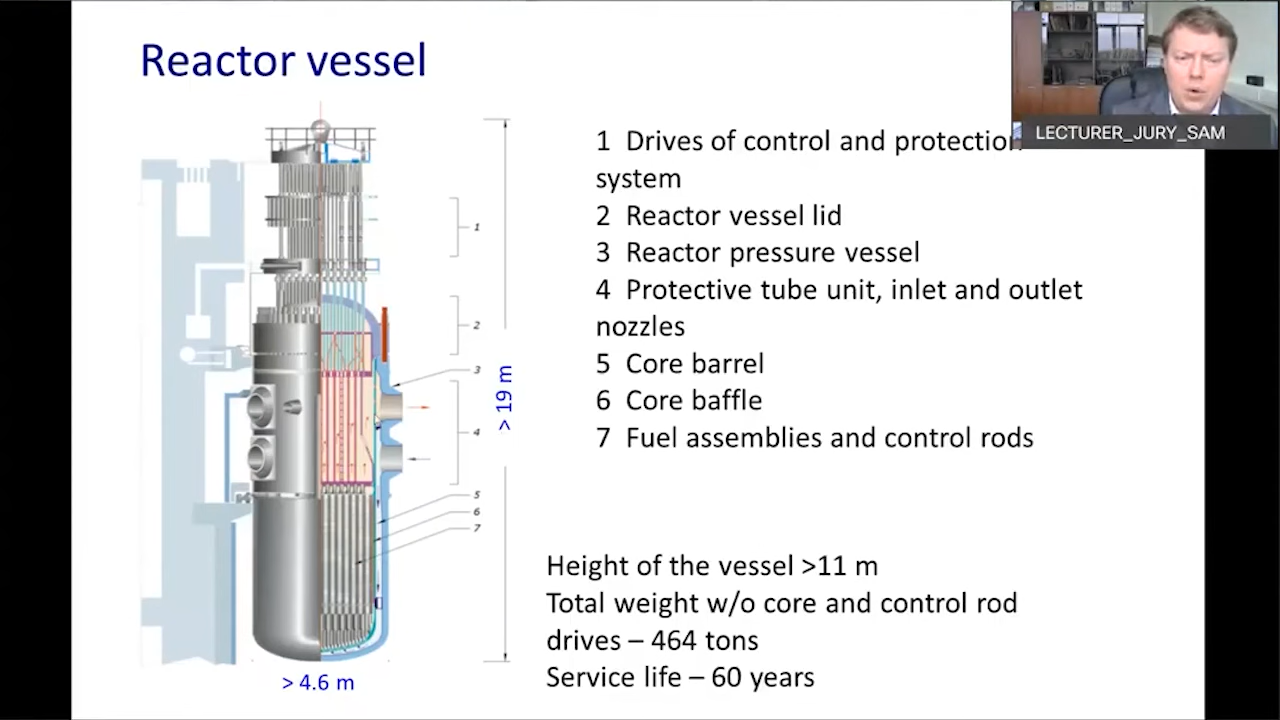 Reactor vessel
LECTURER_JURY_SAM
1 Drives of control and protection
system
2 Reactor vessel lid
3 Reactor pressure vessel
4 Protective tube unit, inlet and outlet
nozzles
5 Core barrel
6 Core baffle
7 Fuel assemblies and control rods
1
2
3
4
5
6
7
> 19 m
> 4.6 m
Height of the vessel >11 m
Total weight w/o core and control rod
drives – 464 tons
Service life – 60 years